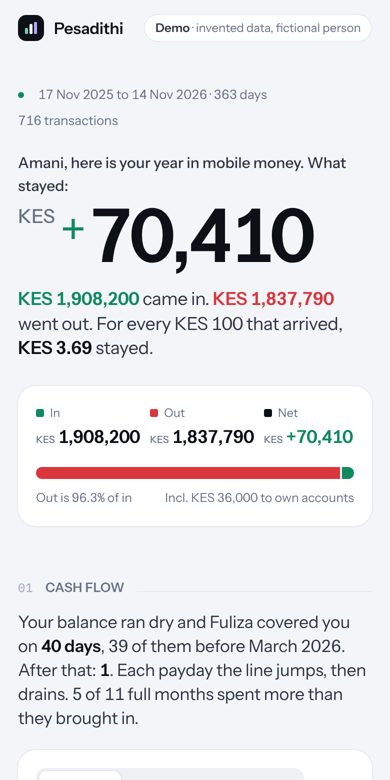 Pesadithi
Demo · invented data, fictional person
17 Nov 2025 to 14 Nov 2026 · 363 days
716 transactions
Amani, here is your year in mobile money. What
stayed:
KES +70,410
KES 1,908,200 came in. KES 1,837,790
went out. For every KES 100 that arrived,
KES 3.69 stayed.
In Out Net
KES 1,908,200 KES 1,837,790 KES +70,410
Out is 96.3% of in Incl. KES 36,000 to own accounts
01 CASH FLOW
Your balance ran dry and Fuliza covered you
on 40 days, 39 of them before March 2026.
After that: 1. Each payday the line jumps, then
drains. 5 of 11 full months spent more than
they brought in.